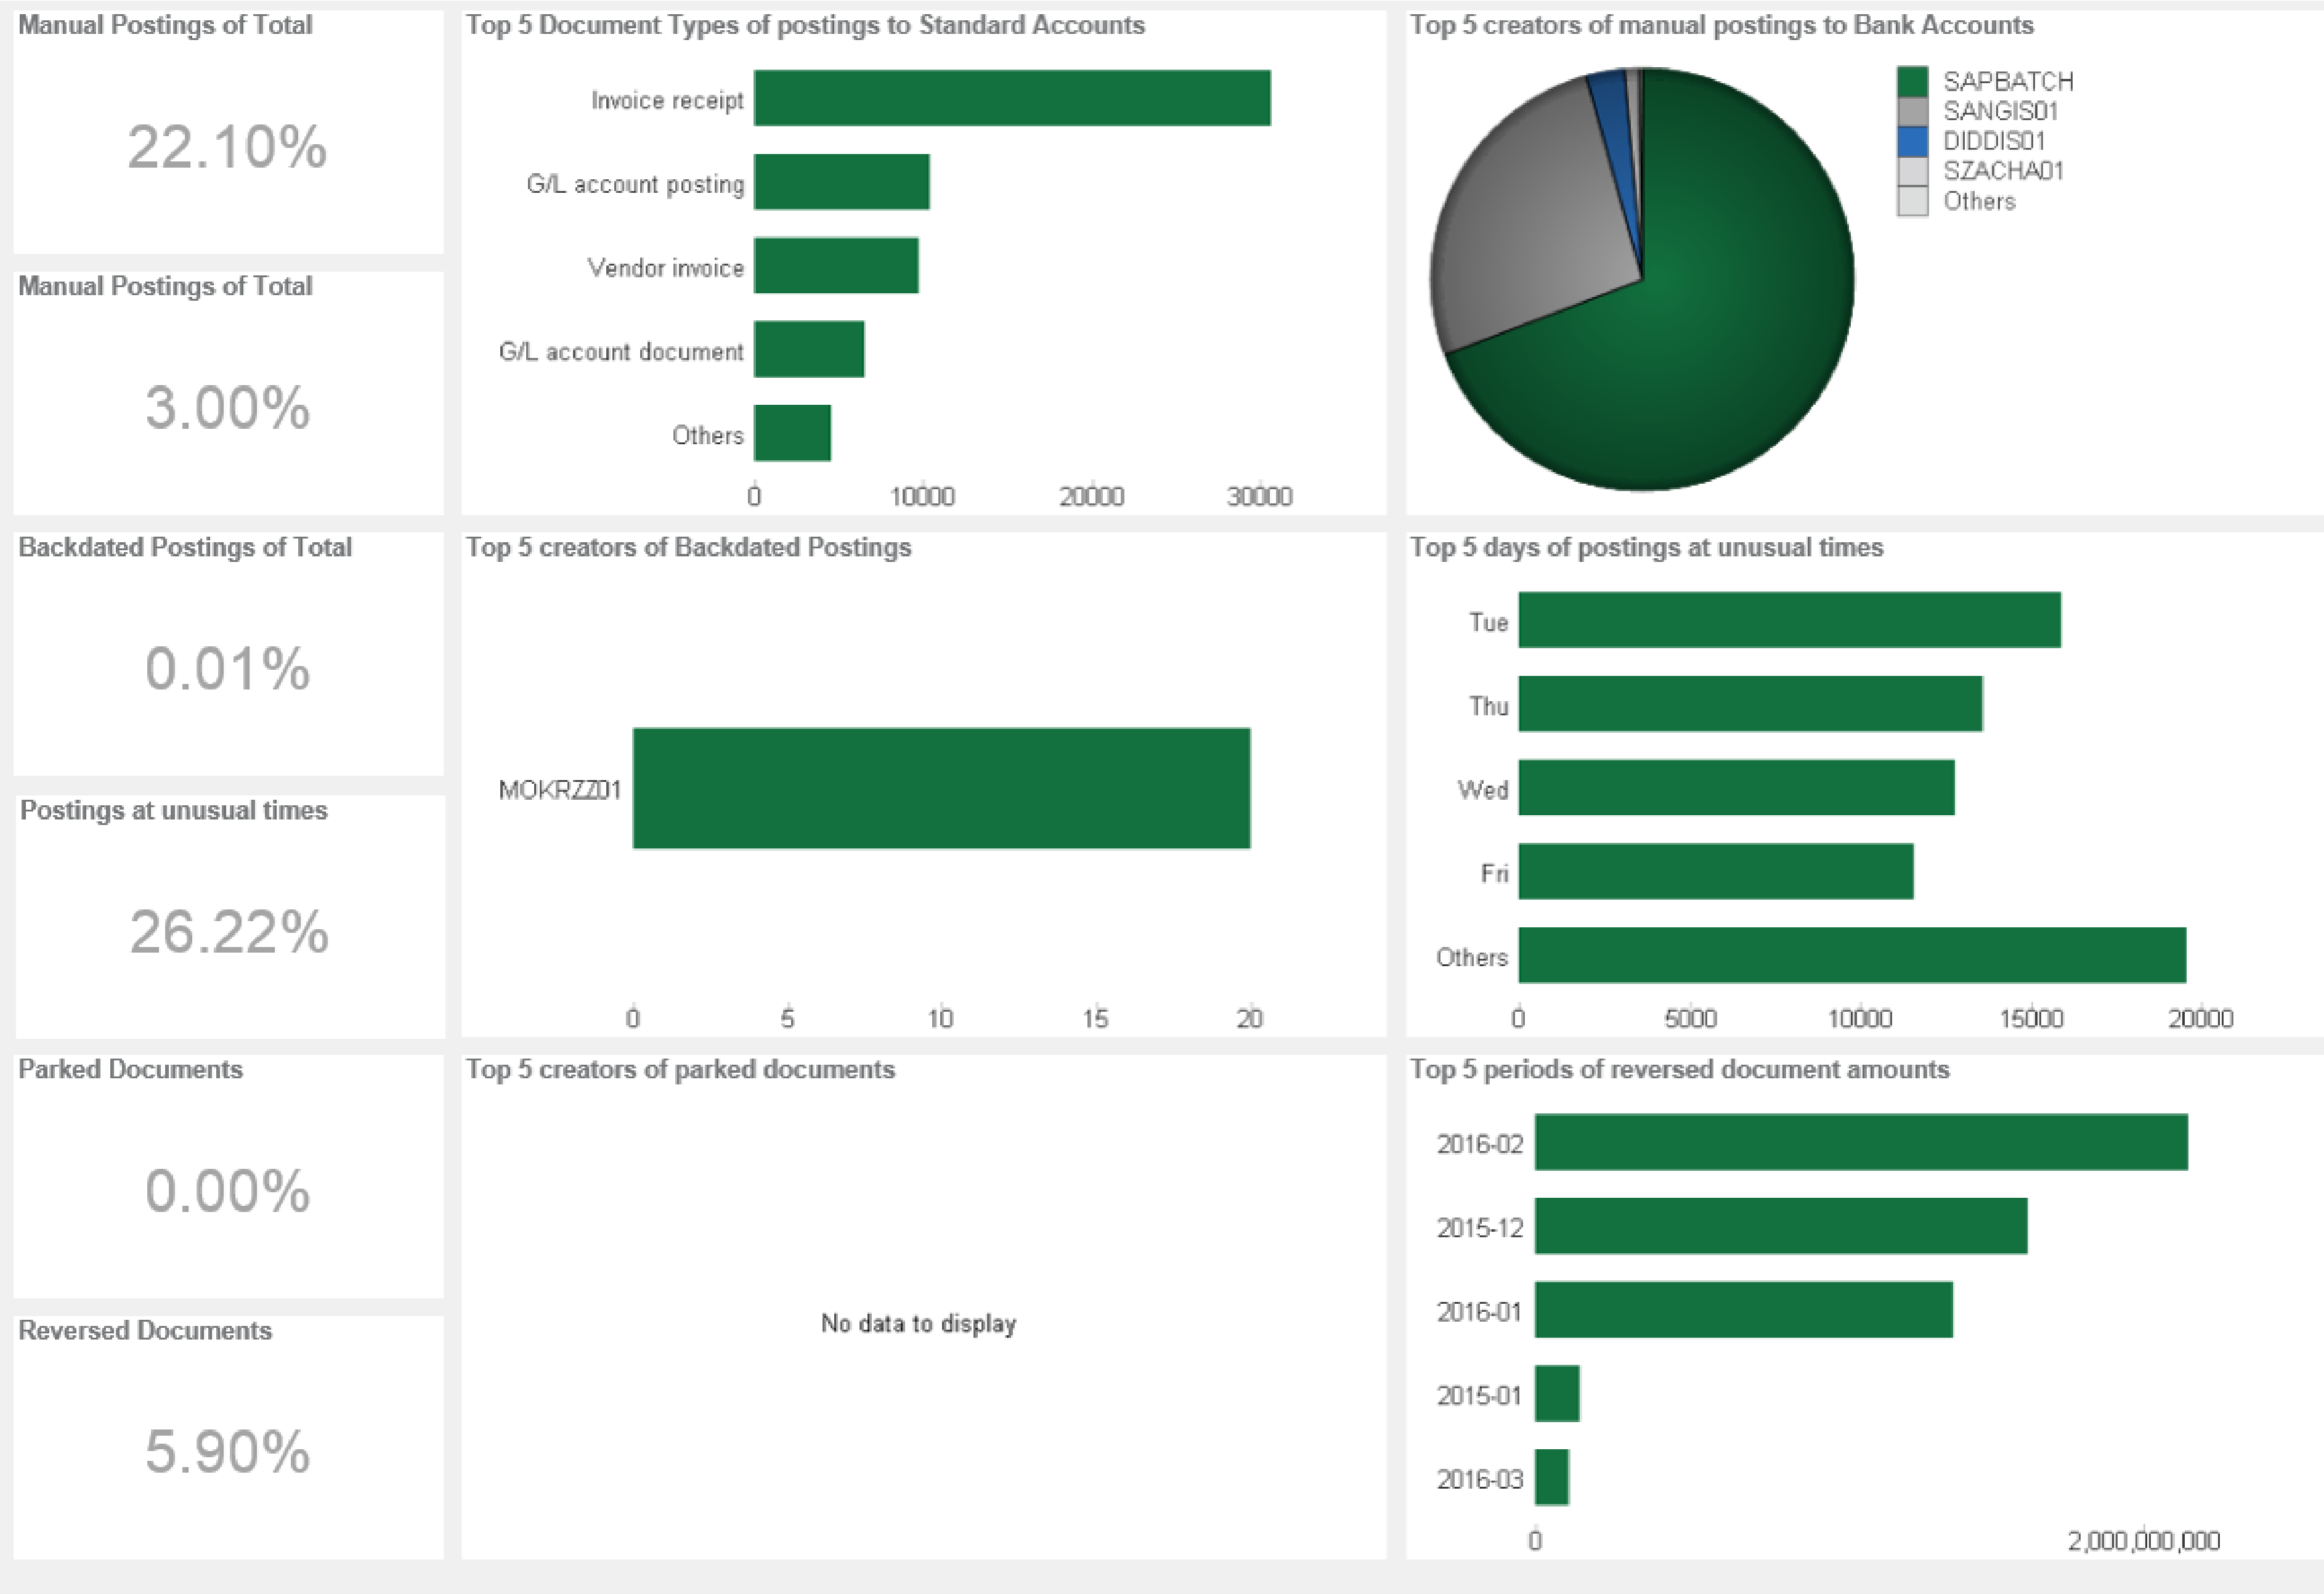 Manual Postings of Total
22.10%
Manual Postings of Total
3.00%
Backdated Postings of Total
0.01%
Postings at unusual times
26.22%
Parked Documents
0.00%
Reversed Documents
5.90%
Top 5 Document Types of postings to Standard Accounts
Invoice receipt
G/L account posting
Vendor invoice
G/L account document
Others
0 10000 20000 30000
Top 5 creators of manual postings to Bank Accounts
SAPBATCH
SANGIS01
DIDDIS01
SZACHA01
Others
Top 5 creators of Backdated Postings
MOKRZZ01
0 5 10 15 20
Top 5 days of postings at unusual times
Tue
Thu
Wed
Fri
Others
0 5000 10000 15000 20000
Top 5 creators of parked documents
No data to display
Top 5 periods of reversed document amounts
2016-02
2015-12
2016-01
2015-01
2016-03
0 2,000,000,000